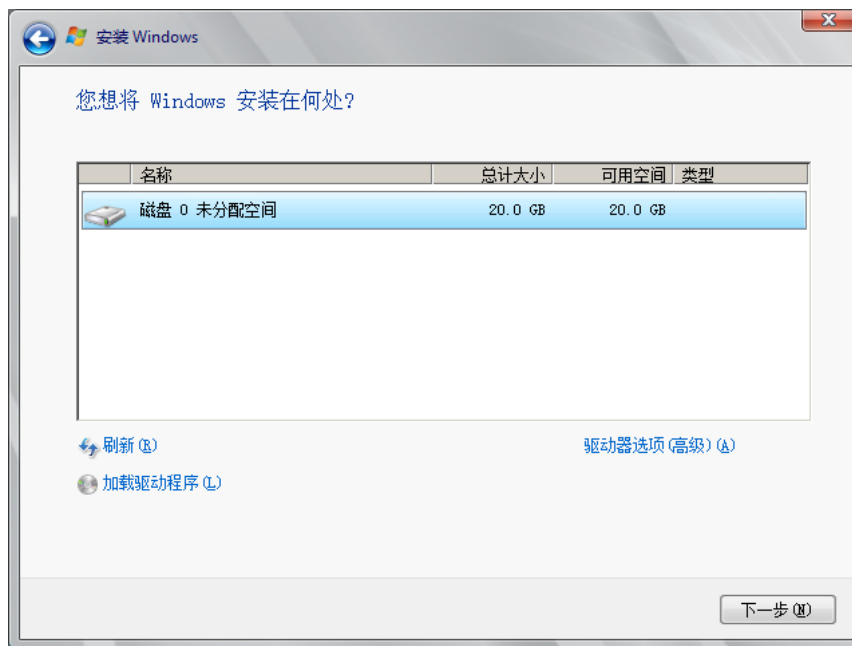 安装 Windows
您想将 Windows 安装在何处?
名称 总计大小 可用空间 类型
磁盘 0 未分配空间 20.0 GB 20.0 GB
刷新(R) 驱动器选项(高级)(A)
加载驱动程序(L)
下一步(N)